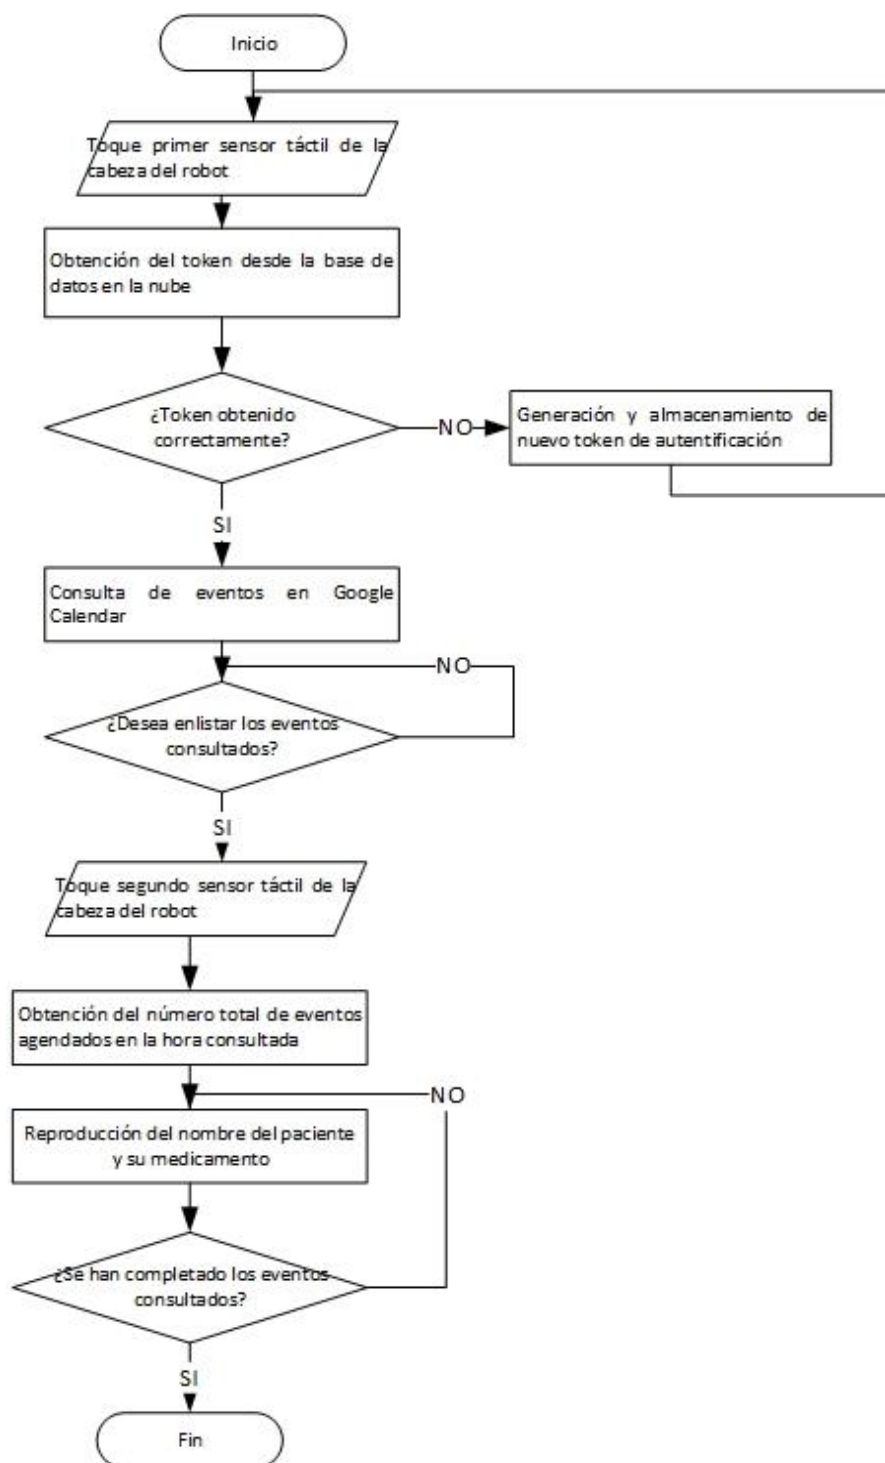 Inicio
Toque primer sensor táctil de la
cabeza del robot
Obtención del token desde la base de
datos en la nube
¿Token obtenido
correctamente?
NO
Generación y almacenamiento de
nuevo token de autentificación
SI
Consulta de eventos en Google
Calendar
NO
¿Desea enlistar los eventos
consultados?
SI
Toque segundo sensor táctil de la
cabeza del robot
Obtención del número total de eventos
agendados en la hora consultada
NO
Reproducción del nombre del paciente
y su medicamento
¿Se han completado los eventos
consultados?
SI
Fin